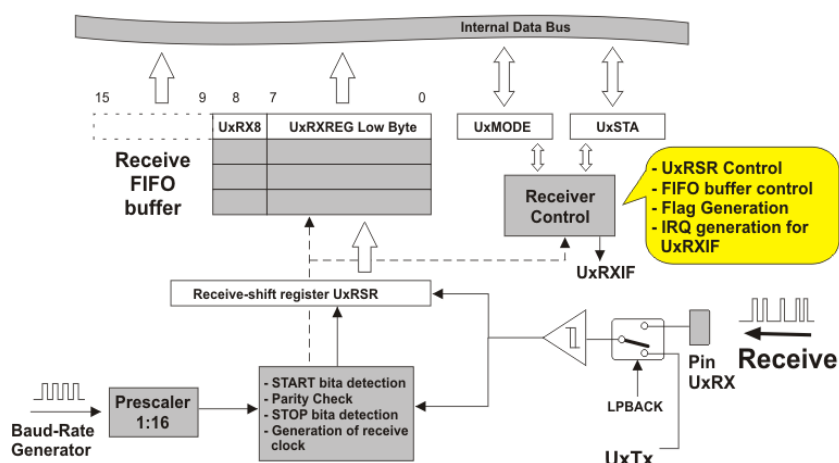 Internal Data Bus
15
9
8
7
0
UxRX8
UxRXREG Low Byte
UxMODE
UxSTA
Receive
FIFO
buffer
Receiver
Control
- UxRSR Control
- FIFO buffer control
- Flag Generation
- IRQ generation for
UxRXIF
UxRXIF
Receive-shift register UxRSR
Receive
Pin
UxRX
LPBACK
UxTx
- START bita detection
- Parity Check
- STOP bita detection
- Generation of receive
clock
Prescaler
1:16
Baud-Rate
Generator